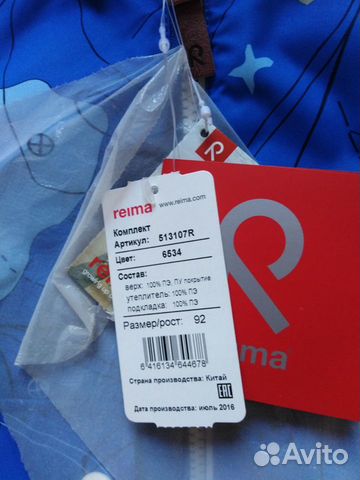 reima® www.reima.com
Комплект
Артикул: 513107R
Цвет: 6534
Состав:
верх: 100% ПЭ, ПУ покрытие
утеплитель: 100% ПЭ
подкладка: 100% ПЭ
Размер/рост: 92
6 416134 644678
Страна производства: Китай
Дата производства: июль 2016
EAC
reima
Avito